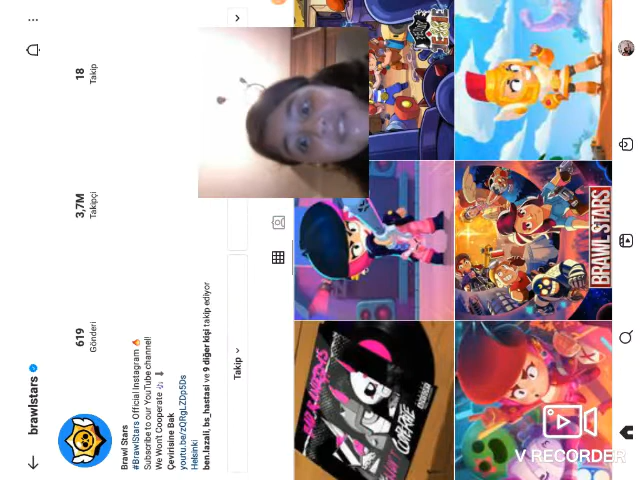 brawlstars
619
Gönderi
3,7M
Takipçi
18
Takip
Brawl Stars
#BrawlStars Official Instagram 🔥
Subscribe to our YouTube channel!
We Won't Cooperate 🎶 ⬇
Çevirisine Bak
youtu.be/zQRgLZDpSDs
Helsinki
ben.lazali, bs_hastasi ve 9 diğer kişi takip ediyor
Takip
BRAWL STARS
V RECORDER